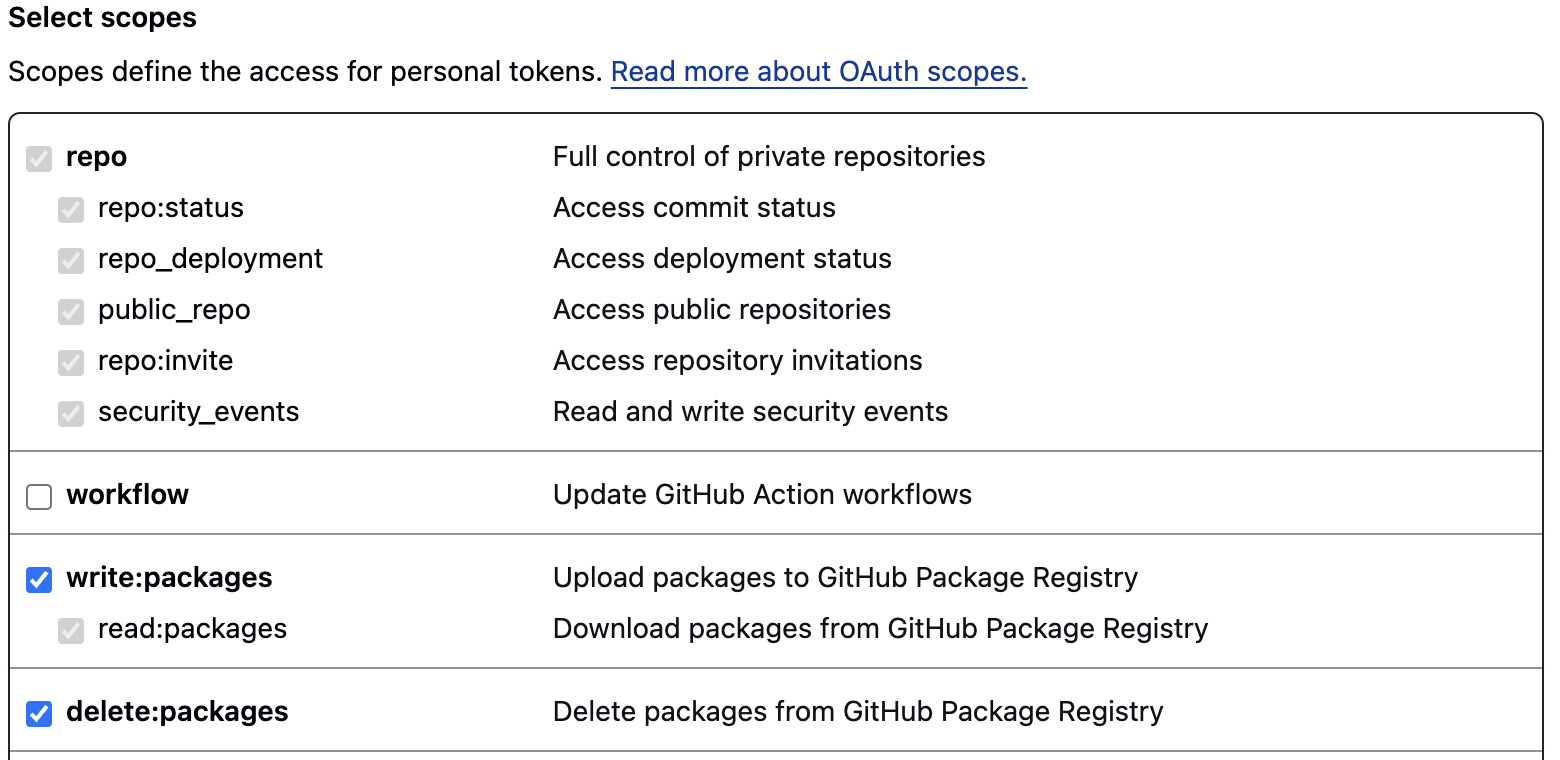 Select scopes
Scopes define the access for personal tokens. Read more about OAuth scopes.
repo Full control of private repositories
repo:status Access commit status
repo_deployment Access deployment status
public_repo Access public repositories
repo:invite Access repository invitations
security_events Read and write security events
workflow Update GitHub Action workflows
write:packages Upload packages to GitHub Package Registry
read:packages Download packages from GitHub Package Registry
delete:packages Delete packages from GitHub Package Registry